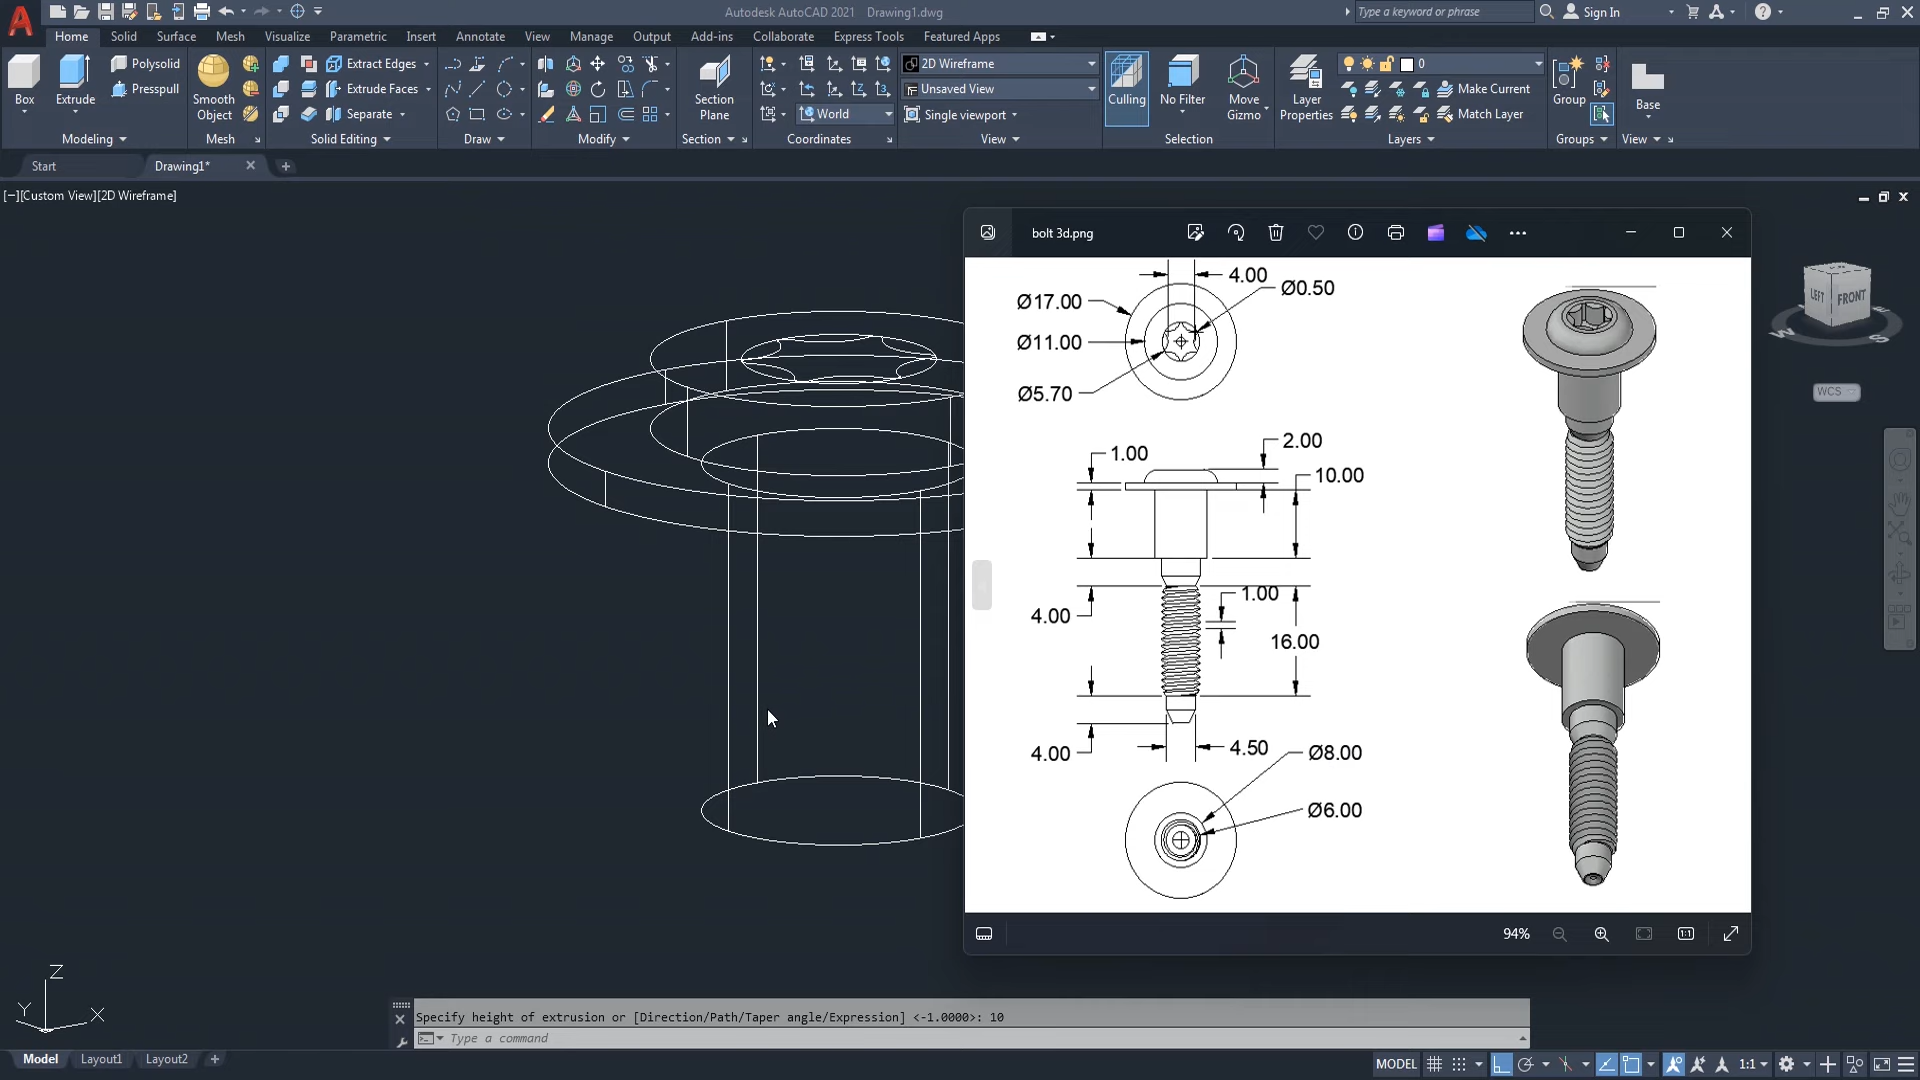 Autodesk AutoCAD 2021 Drawing1.dwg
Type a keyword or phrase
Sign In
Home Solid Surface Mesh Visualize Parametric Insert Annotate View Manage Output Add-ins Collaborate Express Tools Featured Apps
Box
Extrude
Polysolid
Presspull
Smooth Object
Extract Edges
Extrude Faces
Separate
Section Plane
World
2D Wireframe
Unsaved View
Single viewport
Culling
No Filter
Move Gizmo
Layer Properties
0
Make Current
Match Layer
Group
Base
Modeling
Mesh
Solid Editing
Draw
Modify
Section
Coordinates
View
Selection
Layers
Groups
View
Start
Drawing1*
[−][Custom View][2D Wireframe]
bolt 3d.png
4.00
Ø0.50
Ø17.00
Ø11.00
Ø5.70
2.00
1.00
10.00
1.00
4.00
16.00
4.00
4.50
Ø8.00
Ø6.00
LEFT
FRONT
W
S
WCS
94%
1:1
Z
Y
X
Specify height of extrusion or [Direction/Path/Taper angle/Expression] <-1.0000>: 10
Type a command
Model
Layout1
Layout2
MODEL
1:1